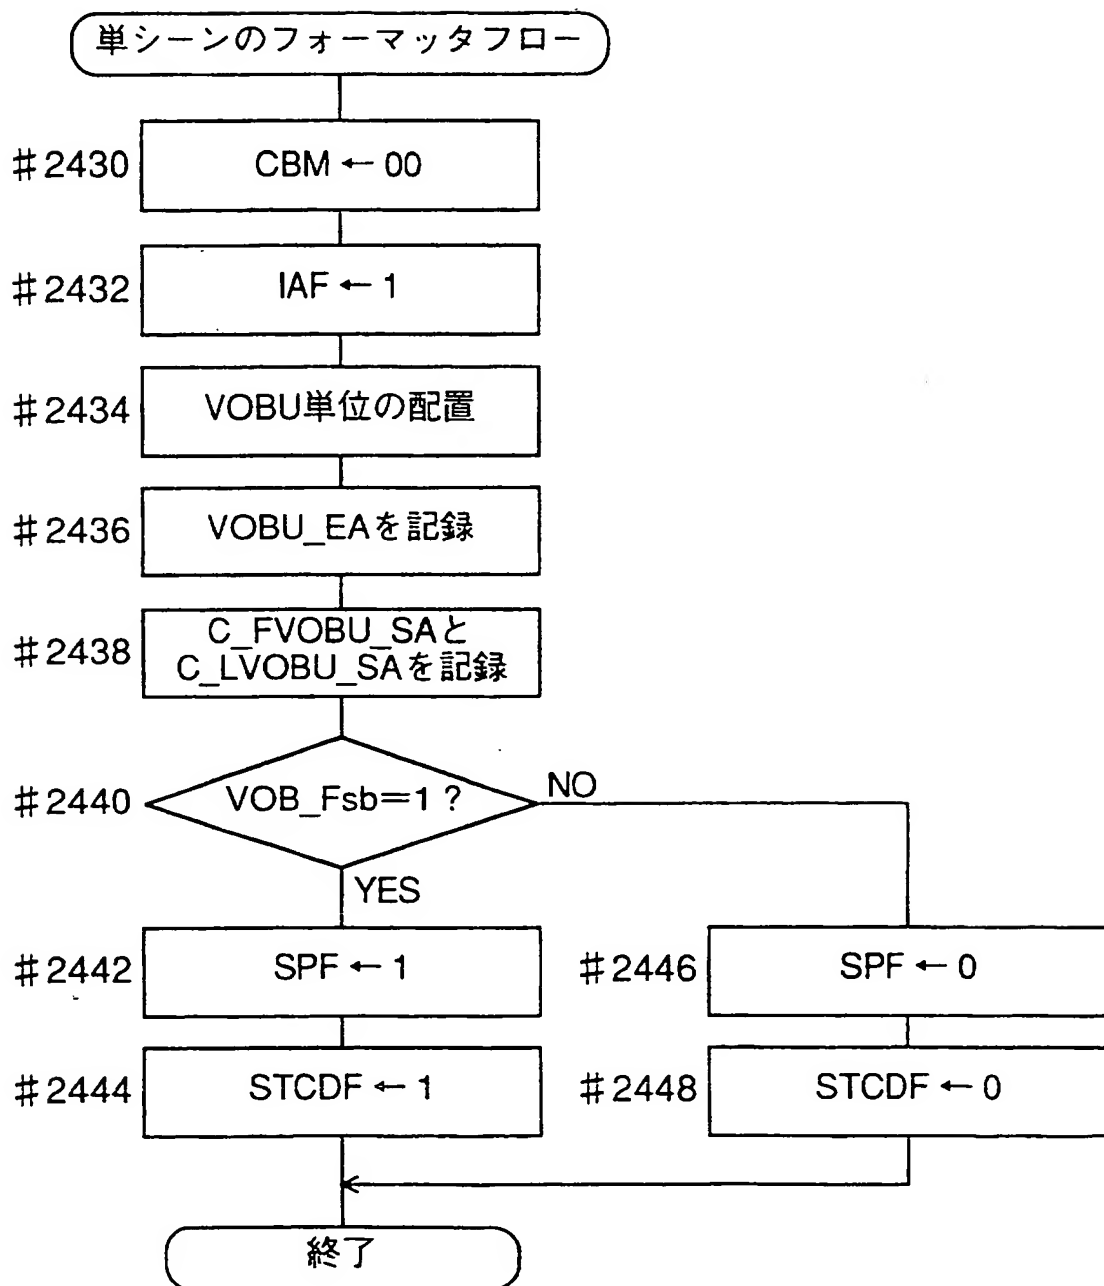 単シーンのフォーマッタフロー
#2430
CBM ← 00
#2432
IAF ← 1
#2434
VOBU単位の配置
#2436
VOBU_EAを記録
#2438
C_FVOBU_SAと
C_LVOBU_SAを記録
#2440
VOB_Fsb=1 ?
NO
YES
#2442
SPF ← 1
#2446
SPF ← 0
#2444
STCDF ← 1
#2448
STCDF ← 0
終了